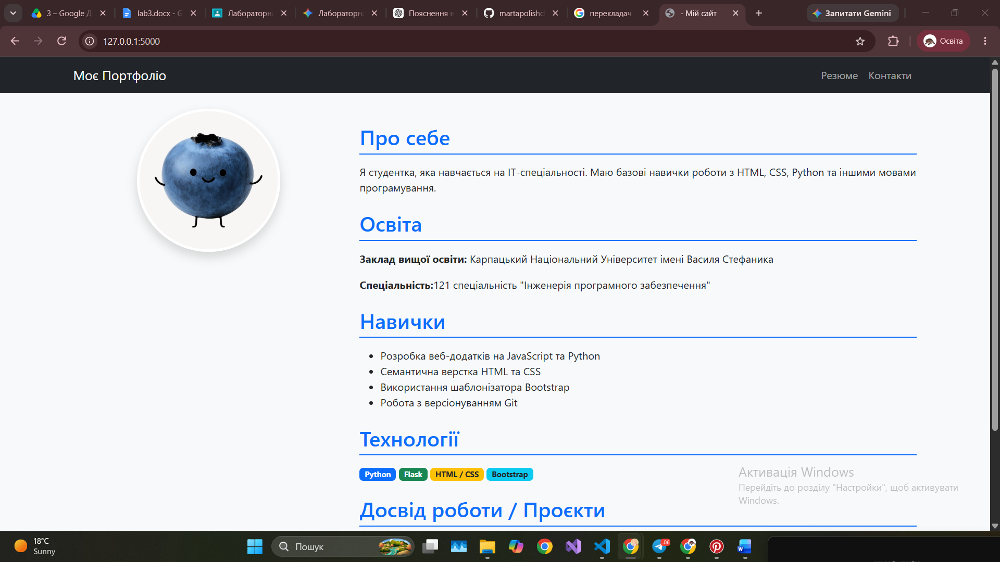 3 – Google Д
lab3.docx - G
Лабораторн
Лабораторн
Пояснення н
martapolishc
перекладач
- Мій сайт
Запитати Gemini
127.0.0.1:5000
Освіта
Моє Портфоліо
Резюме
Контакти
Про себе
Я студентка, яка навчається на ІТ-спеціальності. Маю базові навички роботи з HTML, CSS, Python та іншими мовами
програмування.
Освіта
Заклад вищої освіти: Карпацький Національний Університет імені Василя Стефаника
Спеціальність:121 спеціальність "Інженерія програмного забезпечення"
Навички
Розробка веб-додатків на JavaScript та Python
Семантична верстка HTML та CSS
Використання шаблонізатора Bootstrap
Робота з версіонуванням Git
Технології
Python
Flask
HTML / CSS
Bootstrap
Активація Windows
Перейдіть до розділу "Настройки", щоб активувати
Windows.
Досвід роботи / Проєкти
18°C
Sunny
Пошук